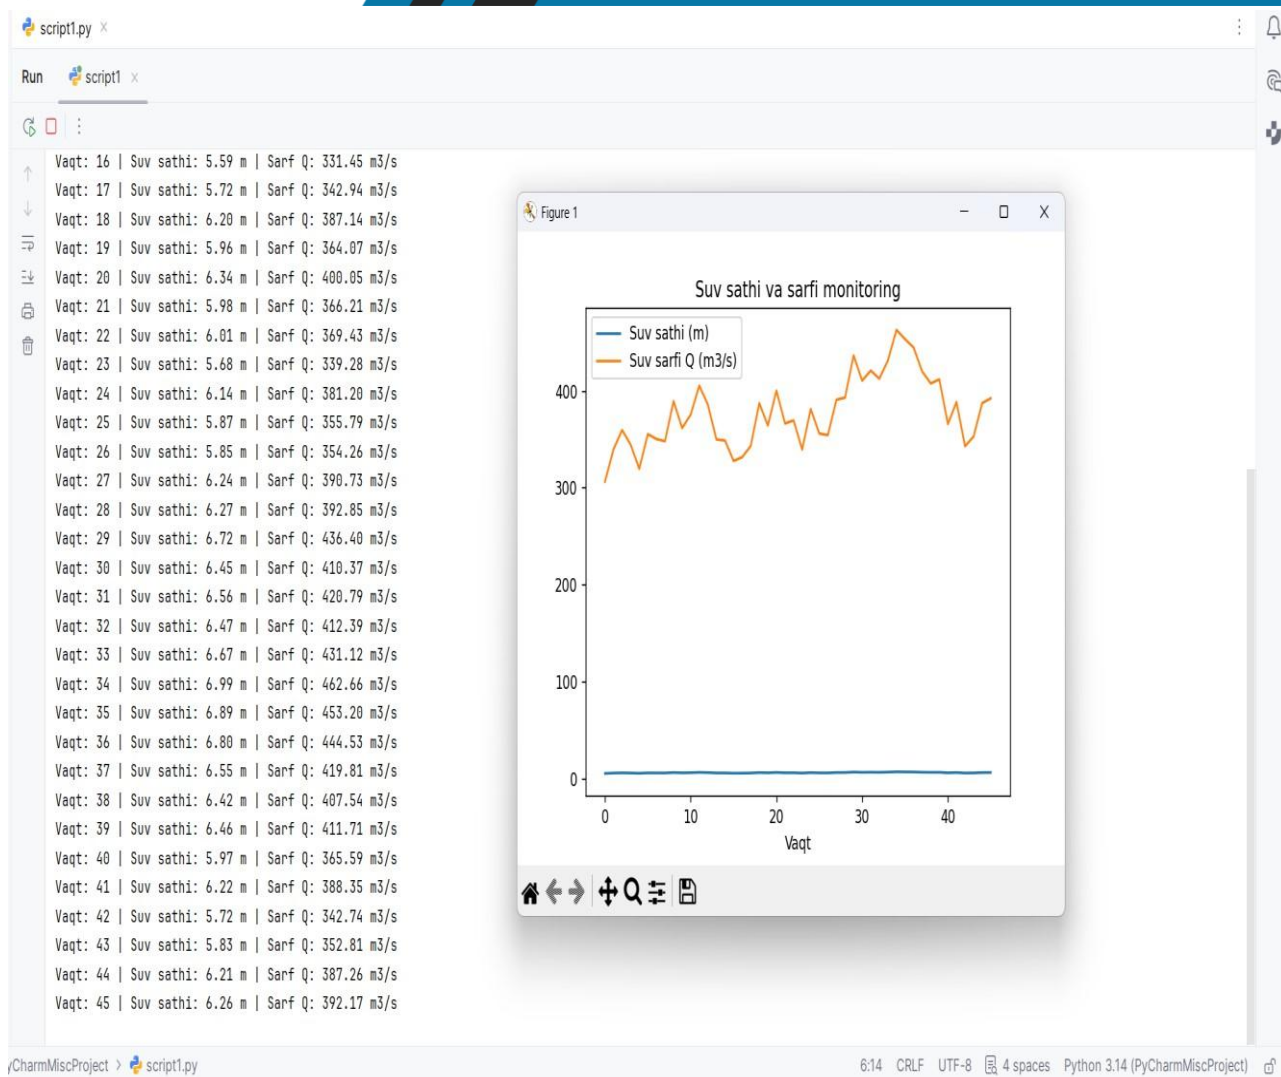 script1.py
Run script1
Vaqt: 16 | Suv sathi: 5.59 m | Sarf Q: 331.45 m3/s
Vaqt: 17 | Suv sathi: 5.72 m | Sarf Q: 342.94 m3/s
Vaqt: 18 | Suv sathi: 6.20 m | Sarf Q: 387.14 m3/s
Vaqt: 19 | Suv sathi: 5.96 m | Sarf Q: 364.07 m3/s
Vaqt: 20 | Suv sathi: 6.34 m | Sarf Q: 400.05 m3/s
Vaqt: 21 | Suv sathi: 5.98 m | Sarf Q: 366.21 m3/s
Vaqt: 22 | Suv sathi: 6.01 m | Sarf Q: 369.43 m3/s
Vaqt: 23 | Suv sathi: 5.68 m | Sarf Q: 339.28 m3/s
Vaqt: 24 | Suv sathi: 6.14 m | Sarf Q: 381.20 m3/s
Vaqt: 25 | Suv sathi: 5.87 m | Sarf Q: 355.79 m3/s
Vaqt: 26 | Suv sathi: 5.85 m | Sarf Q: 354.26 m3/s
Vaqt: 27 | Suv sathi: 6.24 m | Sarf Q: 390.73 m3/s
Vaqt: 28 | Suv sathi: 6.27 m | Sarf Q: 392.85 m3/s
Vaqt: 29 | Suv sathi: 6.72 m | Sarf Q: 436.40 m3/s
Vaqt: 30 | Suv sathi: 6.45 m | Sarf Q: 410.37 m3/s
Vaqt: 31 | Suv sathi: 6.56 m | Sarf Q: 420.79 m3/s
Vaqt: 32 | Suv sathi: 6.47 m | Sarf Q: 412.39 m3/s
Vaqt: 33 | Suv sathi: 6.67 m | Sarf Q: 431.12 m3/s
Vaqt: 34 | Suv sathi: 6.99 m | Sarf Q: 462.66 m3/s
Vaqt: 35 | Suv sathi: 6.89 m | Sarf Q: 453.20 m3/s
Vaqt: 36 | Suv sathi: 6.80 m | Sarf Q: 444.53 m3/s
Vaqt: 37 | Suv sathi: 6.55 m | Sarf Q: 419.81 m3/s
Vaqt: 38 | Suv sathi: 6.42 m | Sarf Q: 407.54 m3/s
Vaqt: 39 | Suv sathi: 6.46 m | Sarf Q: 411.71 m3/s
Vaqt: 40 | Suv sathi: 5.97 m | Sarf Q: 365.59 m3/s
Vaqt: 41 | Suv sathi: 6.22 m | Sarf Q: 388.35 m3/s
Vaqt: 42 | Suv sathi: 5.72 m | Sarf Q: 342.74 m3/s
Vaqt: 43 | Suv sathi: 5.83 m | Sarf Q: 352.81 m3/s
Vaqt: 44 | Suv sathi: 6.21 m | Sarf Q: 387.26 m3/s
Vaqt: 45 | Suv sathi: 6.26 m | Sarf Q: 392.17 m3/s
Figure 1
Suv sathi va sarfi monitoring
Suv sathi (m)
Suv sarfi Q (m3/s)
400
300
200
100
0
0 10 20 30 40
Vaqt
yCharmMiscProject > script1.py
6:14 CRLF UTF-8 4 spaces Python 3.14 (PyCharmMiscProject)